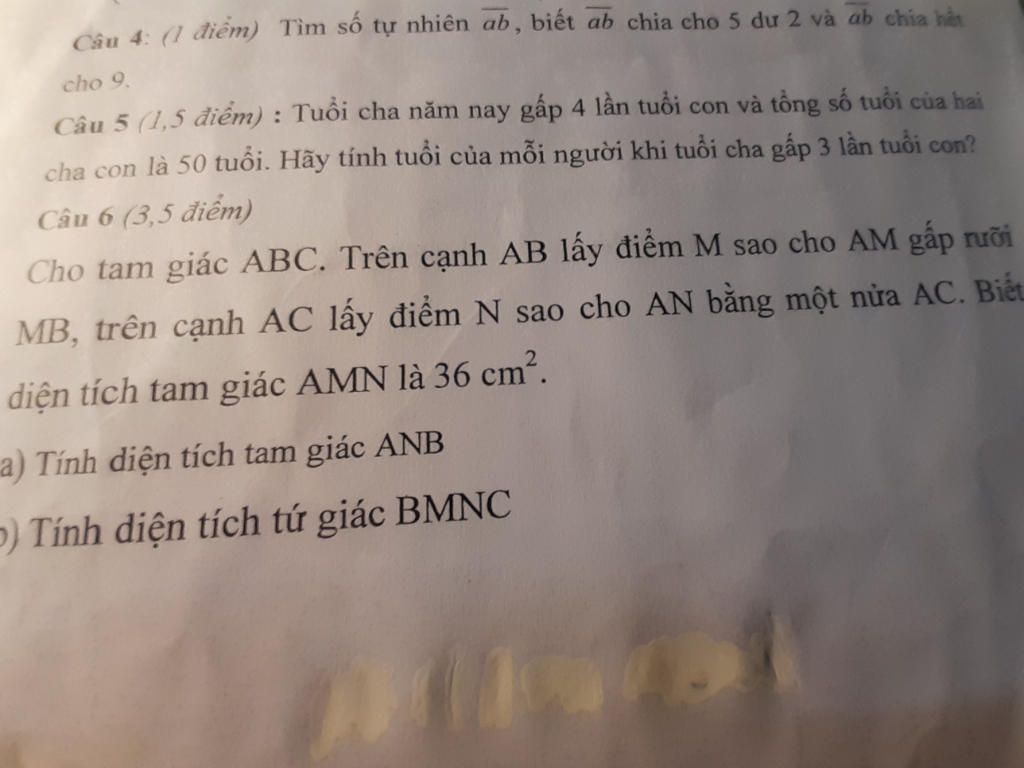 Câu 4: (1 điểm) Tìm số tự nhiên ab, biết ab chia cho 5 dư 2 và ab chia hết
cho 9.
Câu 5 (1,5 điểm) : Tuổi cha năm nay gấp 4 lần tuổi con và tổng số tuổi của hai
cha con là 50 tuổi. Hãy tính tuổi của mỗi người khi tuổi cha gấp 3 lần tuổi con?
Câu 6 (3,5 điểm)
Cho tam giác ABC. Trên cạnh AB lấy điểm M sao cho AM gấp rưỡi
MB, trên cạnh AC lấy điểm N sao cho AN bằng một nửa AC. Biết
diện tích tam giác AMN là 36 cm².
a) Tính diện tích tam giác ANB
b) Tính diện tích tứ giác BMNC